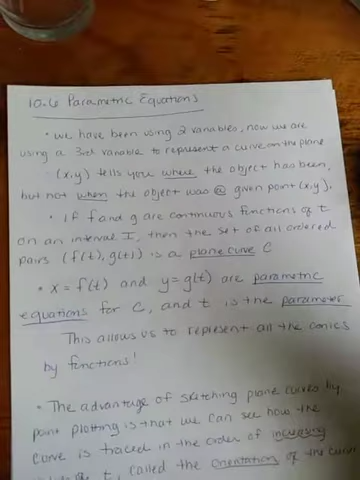 10.6 Parametric Equations
• we have been using 2 variables, now we are
using a 3rd variable to represent a curve on the plane
(x,y) tells you where the object has been,
but not when the object was @ given point (x,y).
• If f and g are continuous functions of t
on an interval I, then the set of all ordered
pairs (f(t), g(t)) is a plane curve C
• x = f(t) and y = g(t) are parametric
equations for C, and t is the parameter
This allows us to represent all the conics
by functions!
• The advantage of sketching plane curves by
point plotting is that we can see how the
curve is traced in the order of increasing
t, called the orientation of the curve